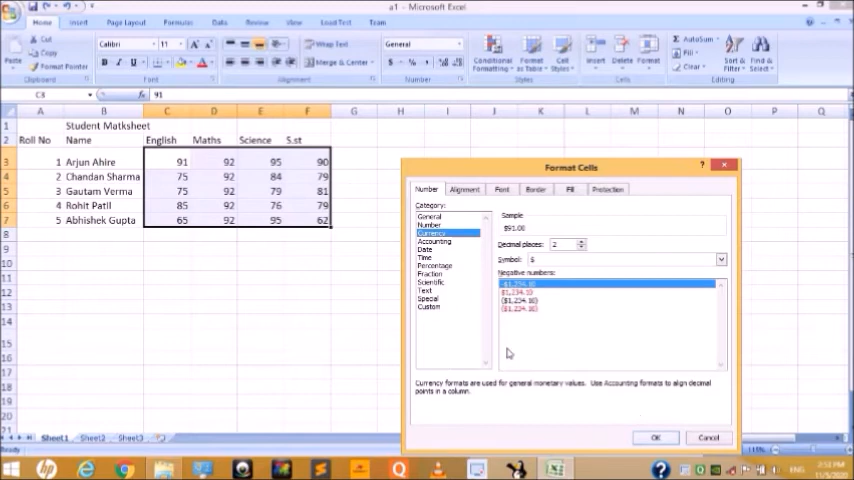 a1 - Microsoft Excel
Home Insert Page Layout Formulas Data Review View Load Test Team
Cut
Copy
Format Painter
Paste
Clipboard
Calibri 11
B I U
Font
Wrap Text
Merge & Center
Alignment
General
$ % ,
Number
Conditional Formatting
Format as Table
Cell Styles
Styles
Insert Delete Format
Cells
Σ AutoSum
Fill
Clear
Sort & Filter
Find & Select
Editing
C3 91
A B C D E F G H I J K L M N O P Q
1 Student Matksheet
2 Roll No Name English Maths Science S.st
3 1 Arjun Ahire 91 92 95 90
4 2 Chandan Sharma 75 92 84 79
5 3 Gautam Verma 75 92 79 81
6 4 Rohit Patil 85 92 76 79
7 5 Abhishek Gupta 65 92 95 62
8
9
10
11
12
13
14
15
16
17
18
19
20
21
Format Cells
Number Alignment Font Border Fill Protection
Category:
General
Number
Currency
Accounting
Date
Time
Percentage
Fraction
Scientific
Text
Special
Custom
Sample
$91.00
Decimal places: 2
Symbol: $
Negative numbers:
-$1,234.10
$1,234.10
($1,234.10)
($1,234.10)
Currency formats are used for general monetary values. Use Accounting formats to align decimal
points in a column.
OK Cancel
Sheet1 Sheet2 Sheet3
Ready
115%
ENG
2:52 PM
11/5/2020